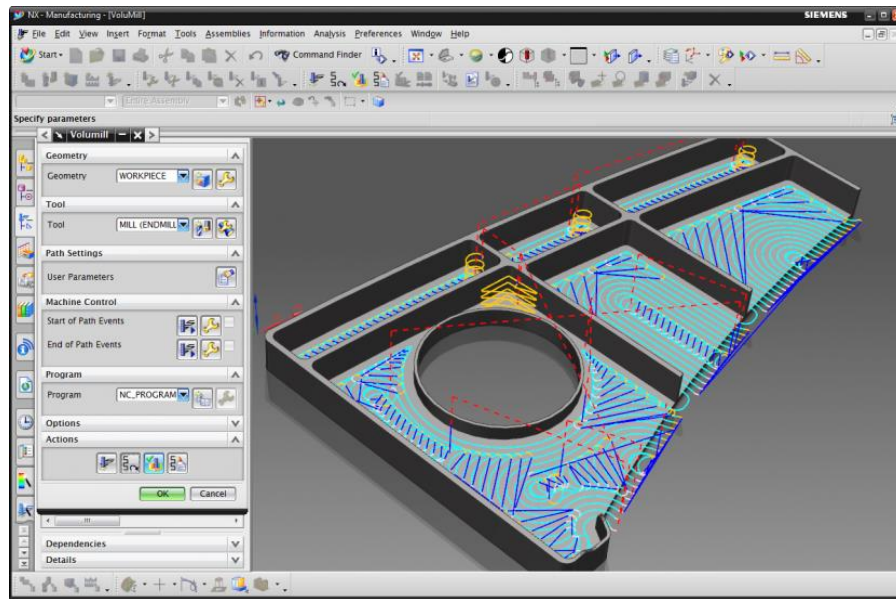 NX - Manufacturing - [VoluMill]
SIEMENS
File Edit View Insert Format Tools Assemblies Information Analysis Preferences Window Help
Start Command Finder
Entire Assembly
Specify parameters
Volumill
Geometry
Geometry WORKPIECE
Tool
Tool MILL (ENDMILL
Path Settings
User Parameters
Machine Control
Start of Path Events
End of Path Events
Program
Program NC_PROGRAM
Options
Actions
OK Cancel
Dependencies
Details